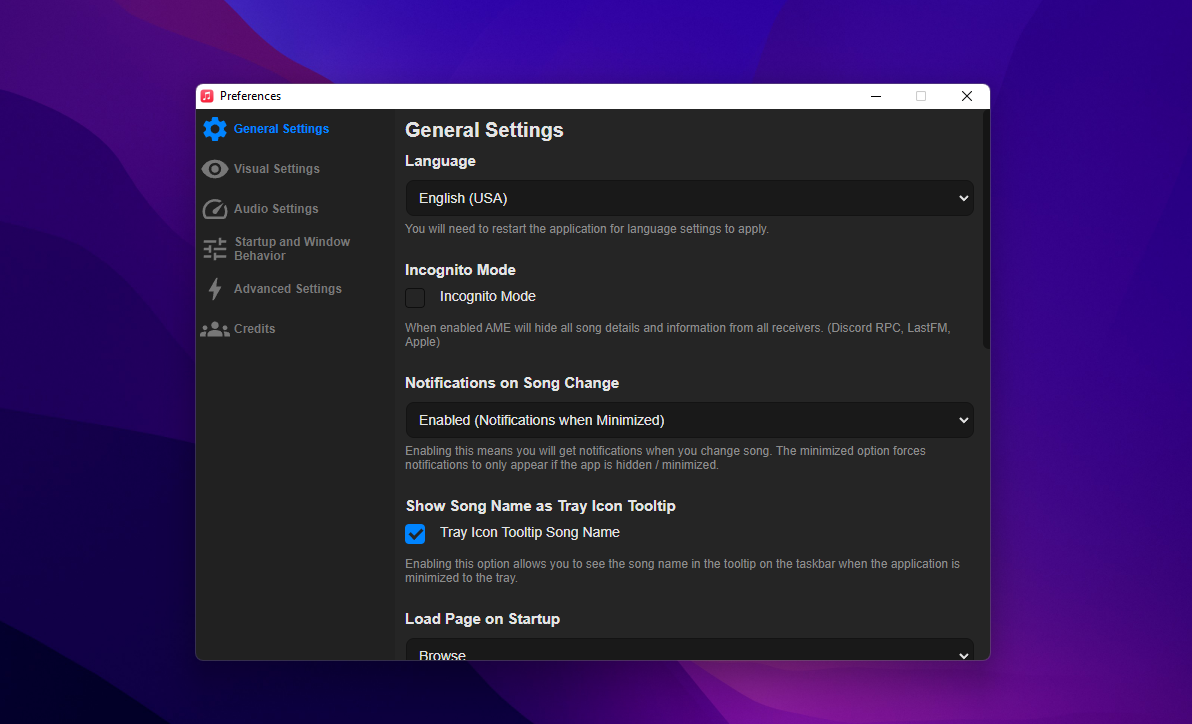 Preferences
General Settings
Visual Settings
Audio Settings
Startup and Window
Behavior
Advanced Settings
Credits
General Settings
Language
English (USA)
You will need to restart the application for language settings to apply.
Incognito Mode
Incognito Mode
When enabled AME will hide all song details and information from all receivers. (Discord RPC, LastFM,
Apple)
Notifications on Song Change
Enabled (Notifications when Minimized)
Enabling this means you will get notifications when you change song. The minimized option forces
notifications to only appear if the app is hidden / minimized.
Show Song Name as Tray Icon Tooltip
Tray Icon Tooltip Song Name
Enabling this option allows you to see the song name in the tooltip on the taskbar when the application is
minimized to the tray.
Load Page on Startup
Browse